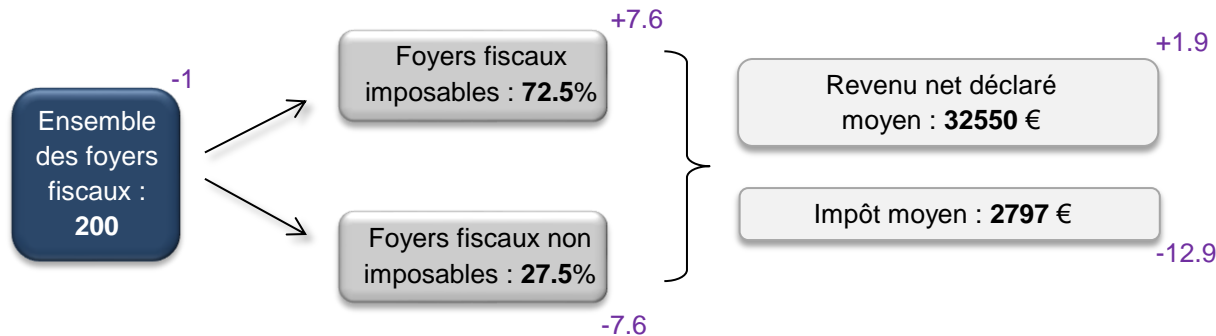 -1
Ensemble
des foyers
fiscaux :
200
+7.6
Foyers fiscaux
imposables : 72.5%
Foyers fiscaux non
imposables : 27.5%
-7.6
+1.9
Revenu net déclaré
moyen : 32550 €
Impôt moyen : 2797 €
-12.9